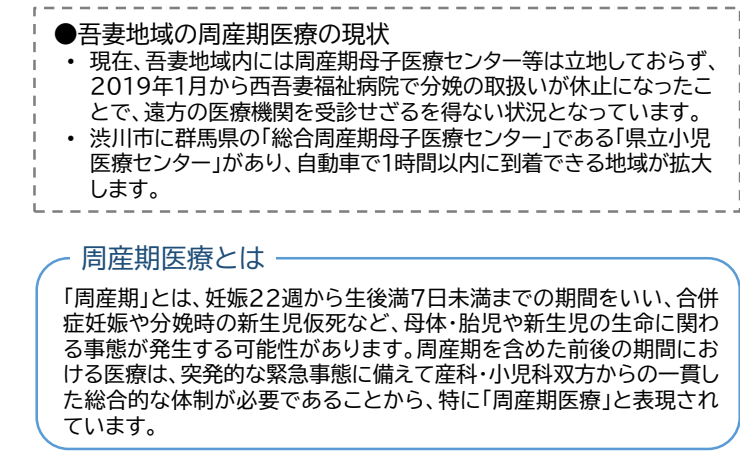 ●吾妻地域の周産期医療の現状
・ 現在、吾妻地域内には周産期母子医療センター等は立地しておらず、
2019年1月から西吾妻福祉病院で分娩の取扱いが休止になったこ
とで、遠方の医療機関を受診せざるを得ない状況となっています。
・ 渋川市に群馬県の「総合周産期母子医療センター」である「県立小児
医療センター」があり、自動車で1時間以内に到着できる地域が拡大
します。
周産期医療とは
「周産期」とは、妊娠22週から生後満7日未満までの期間をいい、合併
症妊娠や分娩時の新生児仮死など、母体・胎児や新生児の生命に関わ
る事態が発生する可能性があります。周産期を含めた前後の期間にお
ける医療は、突発的な緊急事態に備えて産科・小児科双方からの一貫し
た総合的な体制が必要であることから、特に「周産期医療」と表現され
ています。